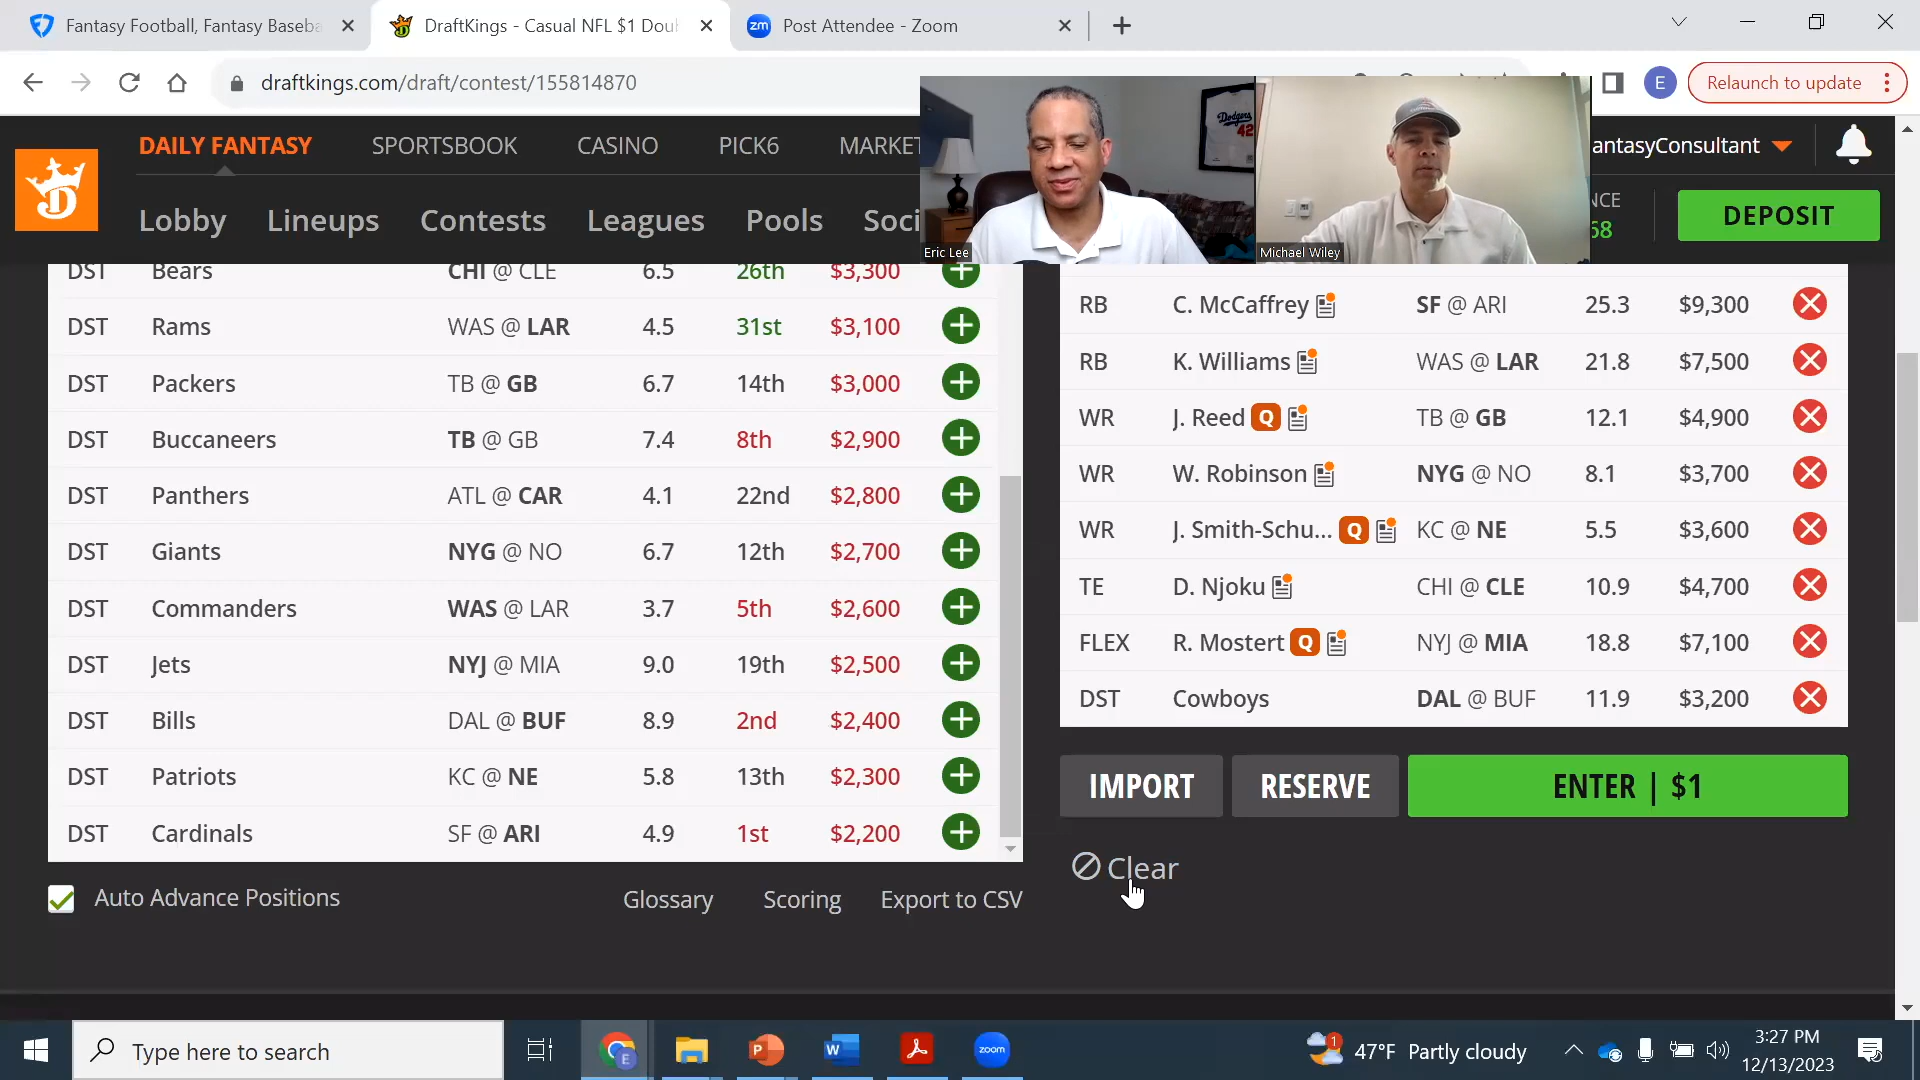 Fantasy Football, Fantasy Baseba
DraftKings - Casual NFL $1 Dou
zm Post Attendee - Zoom
draftkings.com/draft/contest/155814870
E
Relaunch to update
DAILY FANTASY SPORTSBOOK CASINO PICK6 MARKET
antasyConsultant
Lobby Lineups Contests Leagues Pools Soci
NCE
68
DEPOSIT
Dodgers
42
Eric Lee
Michael Wiley
DST Bears CHI @ CLE 6.5 26th $3,300
DST Rams WAS @ LAR 4.5 31st $3,100
DST Packers TB @ GB 6.7 14th $3,000
DST Buccaneers TB @ GB 7.4 8th $2,900
DST Panthers ATL @ CAR 4.1 22nd $2,800
DST Giants NYG @ NO 6.7 12th $2,700
DST Commanders WAS @ LAR 3.7 5th $2,600
DST Jets NYJ @ MIA 9.0 19th $2,500
DST Bills DAL @ BUF 8.9 2nd $2,400
DST Patriots KC @ NE 5.8 13th $2,300
DST Cardinals SF @ ARI 4.9 1st $2,200
Auto Advance Positions Glossary Scoring Export to CSV
RB C. McCaffrey SF @ ARI 25.3 $9,300
RB K. Williams WAS @ LAR 21.8 $7,500
WR J. Reed Q TB @ GB 12.1 $4,900
WR W. Robinson NYG @ NO 8.1 $3,700
WR J. Smith-Schu... Q KC @ NE 5.5 $3,600
TE D. Njoku CHI @ CLE 10.9 $4,700
FLEX R. Mostert Q NYJ @ MIA 18.8 $7,100
DST Cowboys DAL @ BUF 11.9 $3,200
IMPORT RESERVE ENTER | $1
Clear
Type here to search
E
P
W
zoom
1
47°F Partly cloudy
3:27 PM
12/13/2023